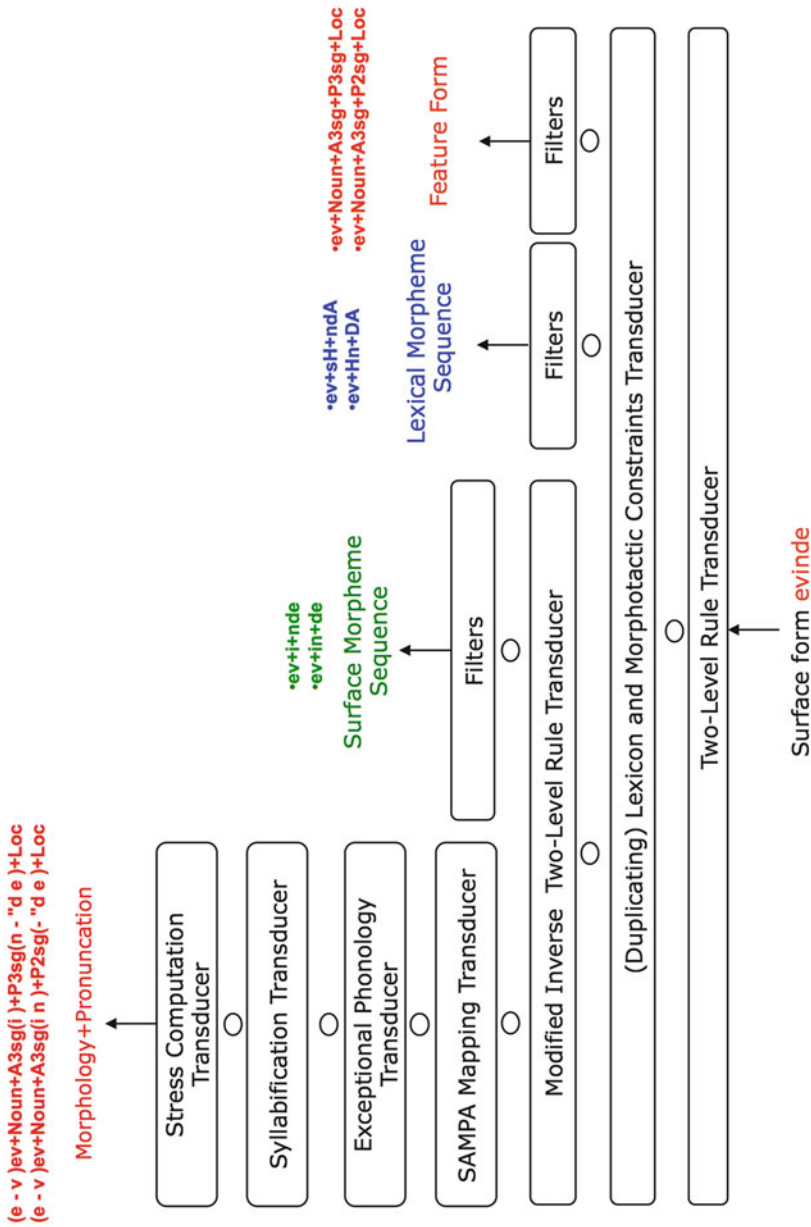 (e - v )ev+Noun+A3sg(i )+P3sg(n - "d e )+Loc
(e - v )ev+Noun+A3sg(i n )+P2sg(- "d e )+Loc
Morphology+Pronuncation
Stress Computation
Transducer
Syllabification Transducer
Exceptional Phonology
Transducer
SAMPA Mapping Transducer
•ev+i+nde
•ev+in+de
Surface Morpheme
Sequence
Filters
Modified Inverse Two-Level Rule Transducer
•ev+sH+ndA
•ev+Hn+DA
Lexical Morpheme
Sequence
Filters
•ev+Noun+A3sg+P3sg+Loc
•ev+Noun+A3sg+P2sg+Loc
Feature Form
Filters
(Duplicating) Lexicon and Morphotactic Constraints Transducer
Two-Level Rule Transducer
Surface form evinde